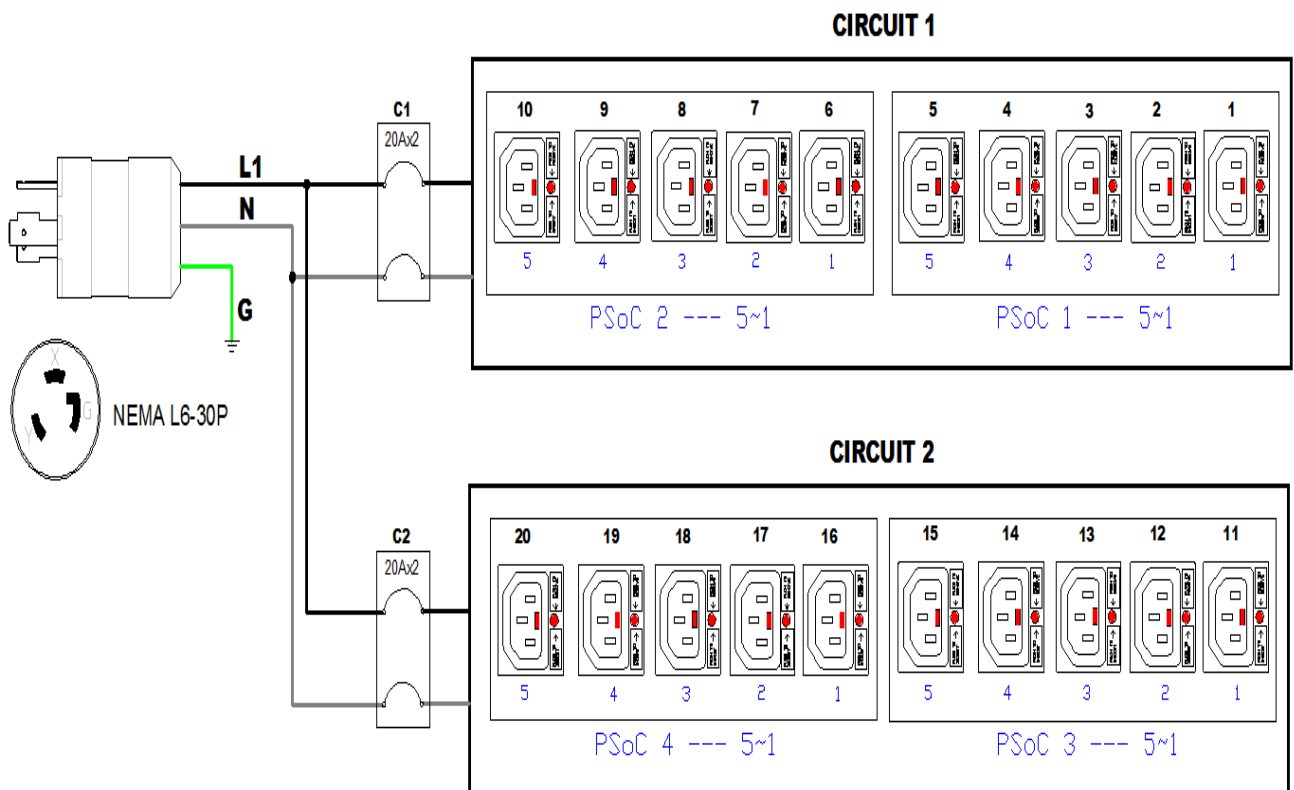 CIRCUIT 1
C1
20Ax2
10 9 8 7 6 5 4 3 2 1
L1
N
G
5 4 3 2 1 5 4 3 2 1
PSoC 2 --- 5~1 PSoC 1 --- 5~1
X
G
Y
NEMA L6-30P
CIRCUIT 2
C2
20Ax2
20 19 18 17 16 15 14 13 12 11
5 4 3 2 1 5 4 3 2 1
PSoC 4 --- 5~1 PSoC 3 --- 5~1